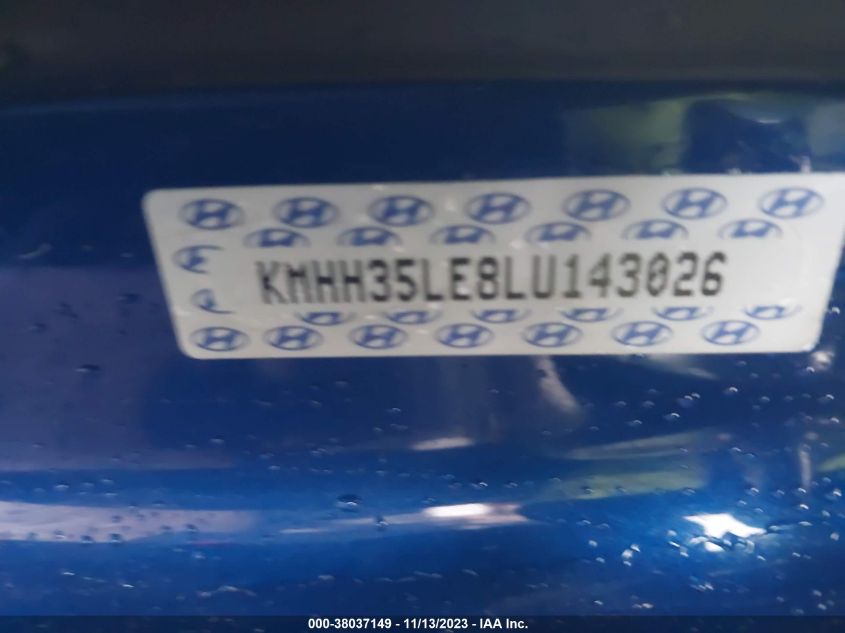 KMHH35LE8LU143026
000-38037149 - 11/13/2023 - IAA Inc.